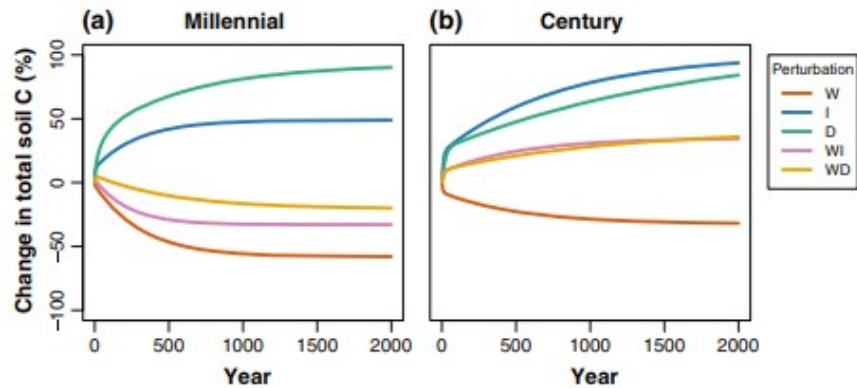 (a) Millennial
(b) Century
Change in total soil C (%)
100
50
0
−50
−100
0 500 1000 1500 2000
0 500 1000 1500 2000
Year
Year
Perturbation
W
I
D
WI
WD